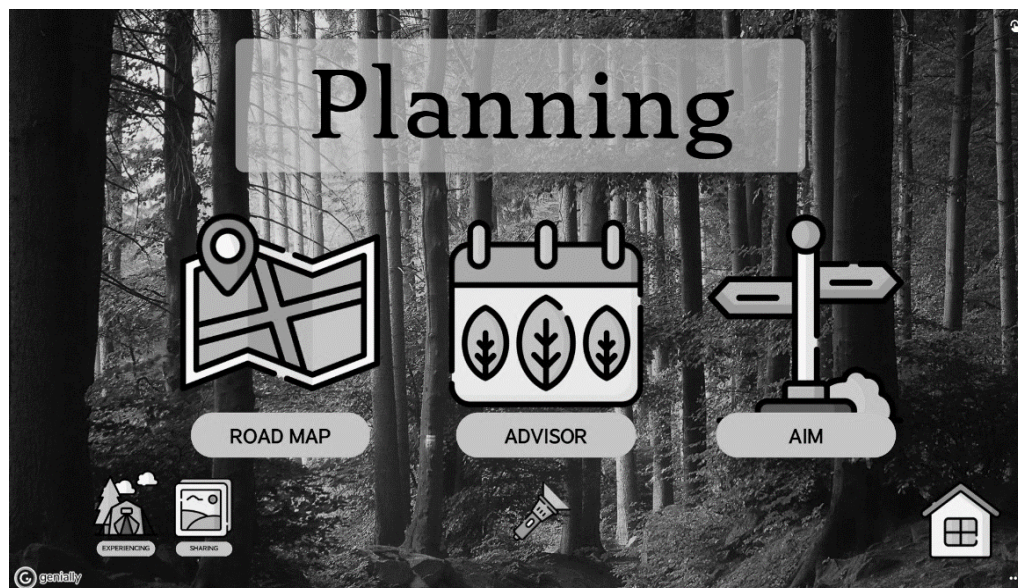 Planning
ROAD MAP
ADVISOR
AIM
EXPERIENCING
SHARING
genially